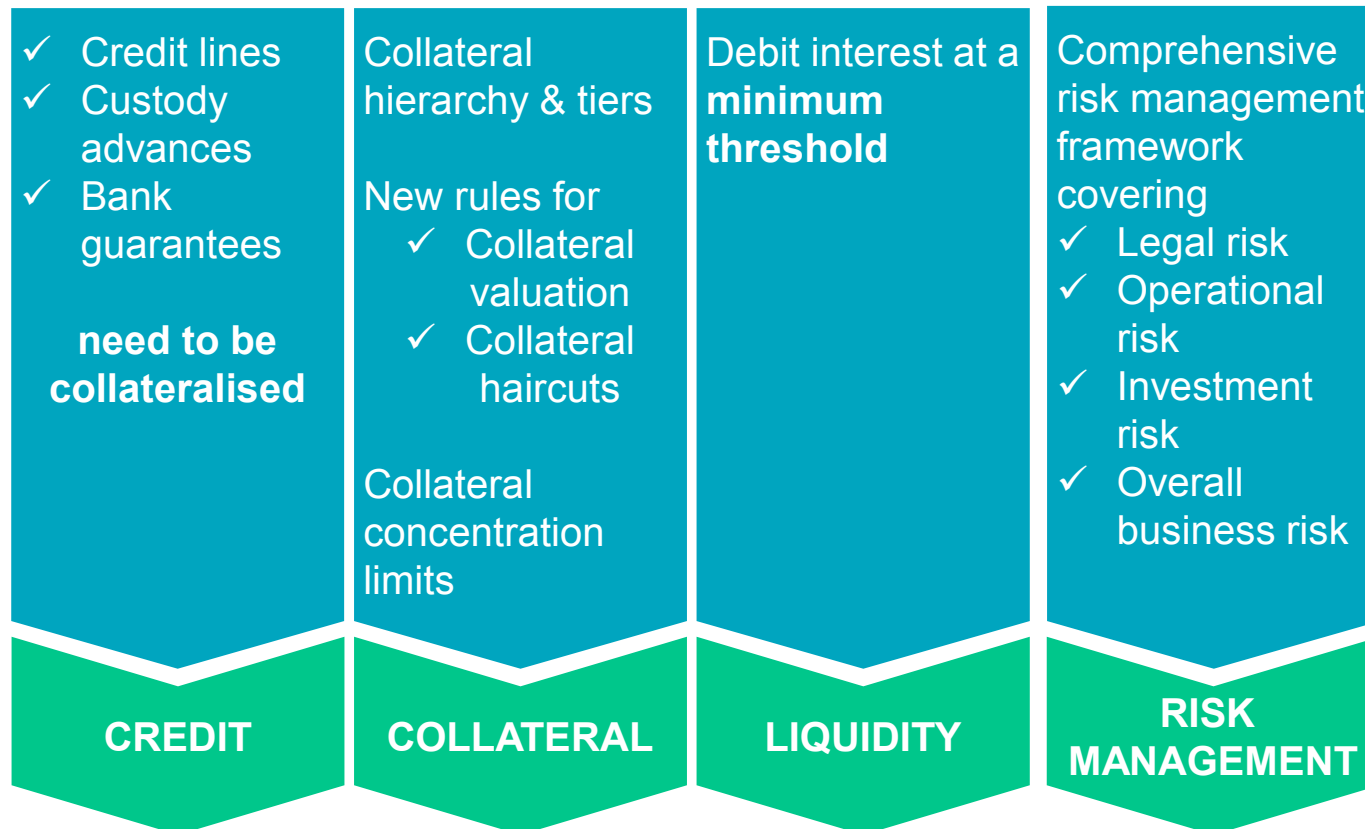 ✓ Credit lines
✓ Custody
advances
✓ Bank
guarantees
need to be
collateralised
CREDIT
Collateral
hierarchy & tiers
New rules for
✓ Collateral
valuation
✓ Collateral
haircuts
Collateral
concentration
limits
COLLATERAL
Debit interest at a
minimum
threshold
LIQUIDITY
Comprehensive
risk management
framework
covering
✓ Legal risk
✓ Operational
risk
✓ Investment
risk
✓ Overall
business risk
RISK
MANAGEMENT